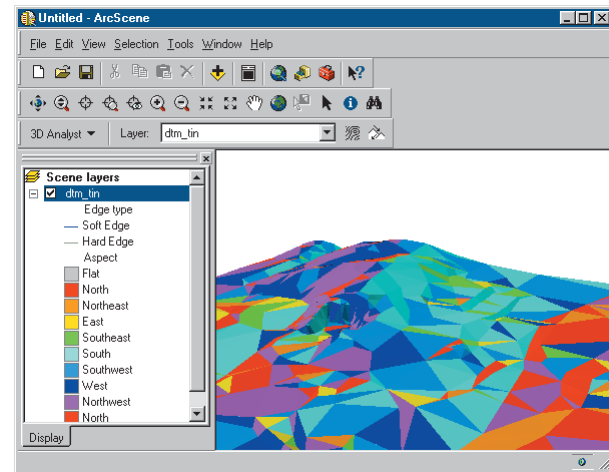 Untitled - ArcScene
File Edit View Selection Tools Window Help
3D Analyst Layer: dtm_tin
Scene layers
dtm_tin
Edge type
Soft Edge
Hard Edge
Aspect
Flat
North
Northeast
East
Southeast
South
Southwest
West
Northwest
North
Display